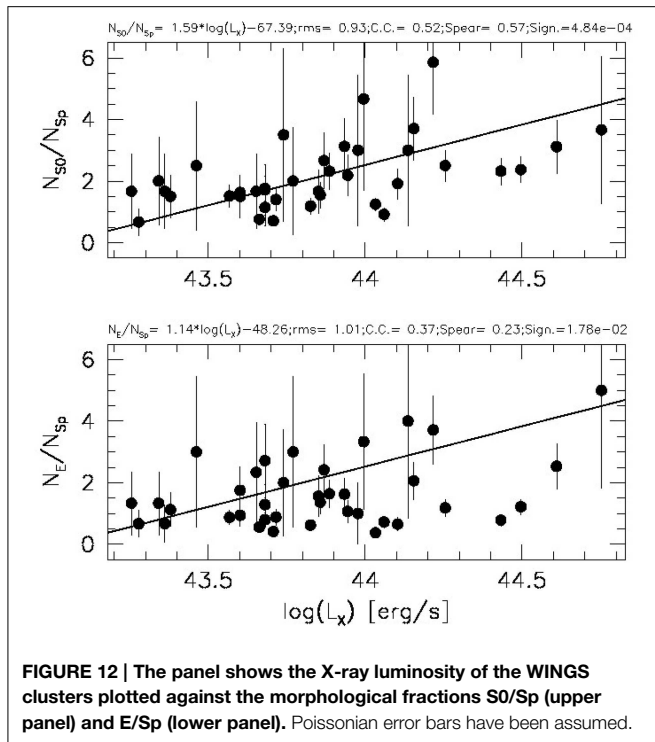 N_S0/N_Sp= 1.59*log(L_X)−67.39;rms= 0.93;C.C.= 0.52;Spear= 0.57;Sign.=4.84e−04
6
4
2
0
N_S0/N_Sp
43.5 44 44.5
N_E/N_Sp= 1.14*log(L_X)−48.26;rms= 1.01;C.C.= 0.37;Spear= 0.23;Sign.=1.78e−02
6
4
2
0
N_E/N_Sp
43.5 44 44.5
log(L_X) [erg/s]
FIGURE 12 | The panel shows the X-ray luminosity of the WINGS
clusters plotted against the morphological fractions S0/Sp (upper
panel) and E/Sp (lower panel). Poissonian error bars have been assumed.